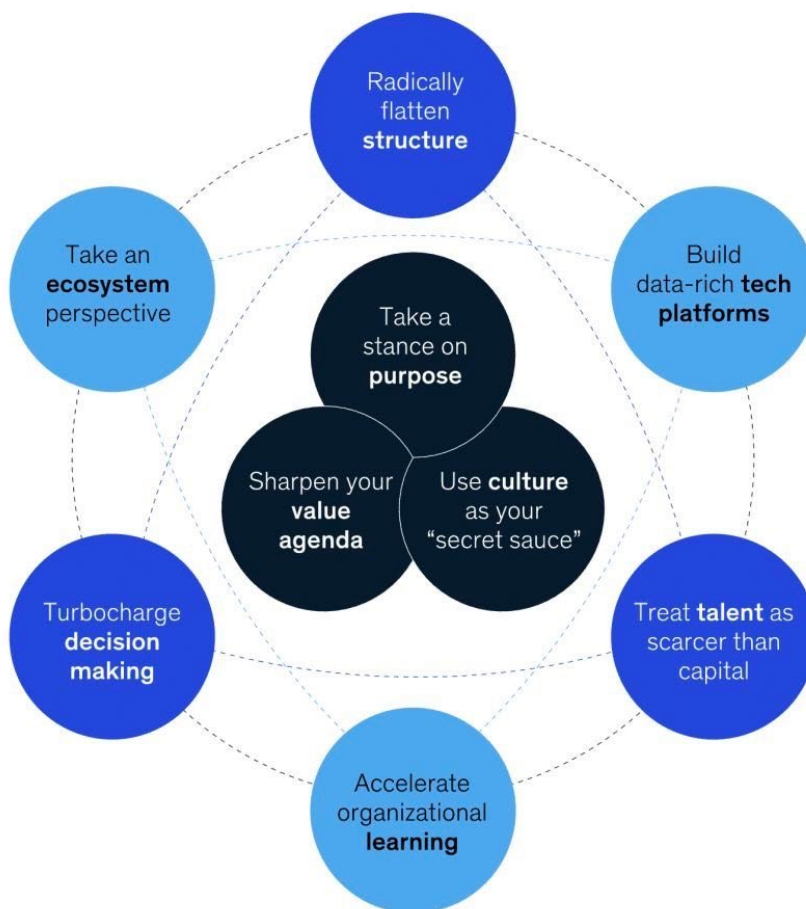 Radically
flatten
structure
Take an
ecosystem
perspective
Build
data-rich tech
platforms
Take a
stance on
purpose
Sharpen your
value
agenda
Use culture
as your
“secret sauce”
Turbocharge
decision
making
Treat talent as
scarcer than
capital
Accelerate
organizational
learning